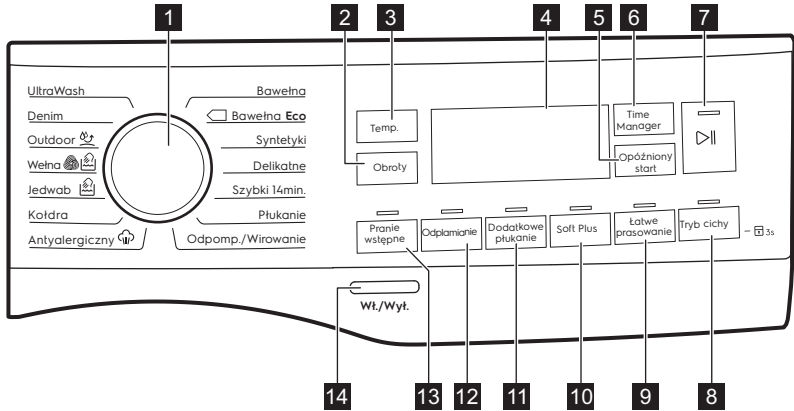 1
2
3
4
5
6
7
UltraWash
Denim
Outdoor
Wełna
Jedwab
Kołdra
Antyalergiczny
Bawełna
Bawełna Eco
Syntetyki
Delikatne
Szybki 14min.
Płukanie
Odpomp./Wirowanie
Temp.
Obroty
Time
Manager
Opóźniony
start
Pranie
wstępne
Odplamianie
Dodatkowe
płukanie
Soft Plus
Łatwe
prasowanie
Tryb cichy
3s
Wł./Wył.
14
13
12
11
10
9
8